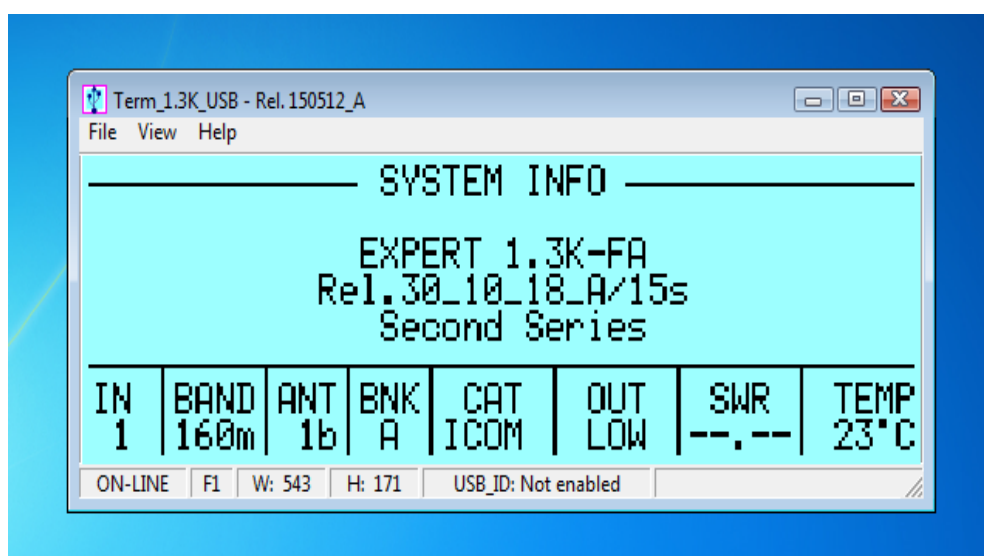 Term_1.3K_USB - Rel. 150512_A
File View Help
SYSTEM INFO
EXPERT 1.3K-FA
Rel.30_10_18_A/15s
Second Series
IN BAND ANT BNK CAT OUT SWR TEMP
1 160m 1b A ICOM LOW --.-- 23°C
ON-LINE F1 W: 543 H: 171 USB_ID: Not enabled